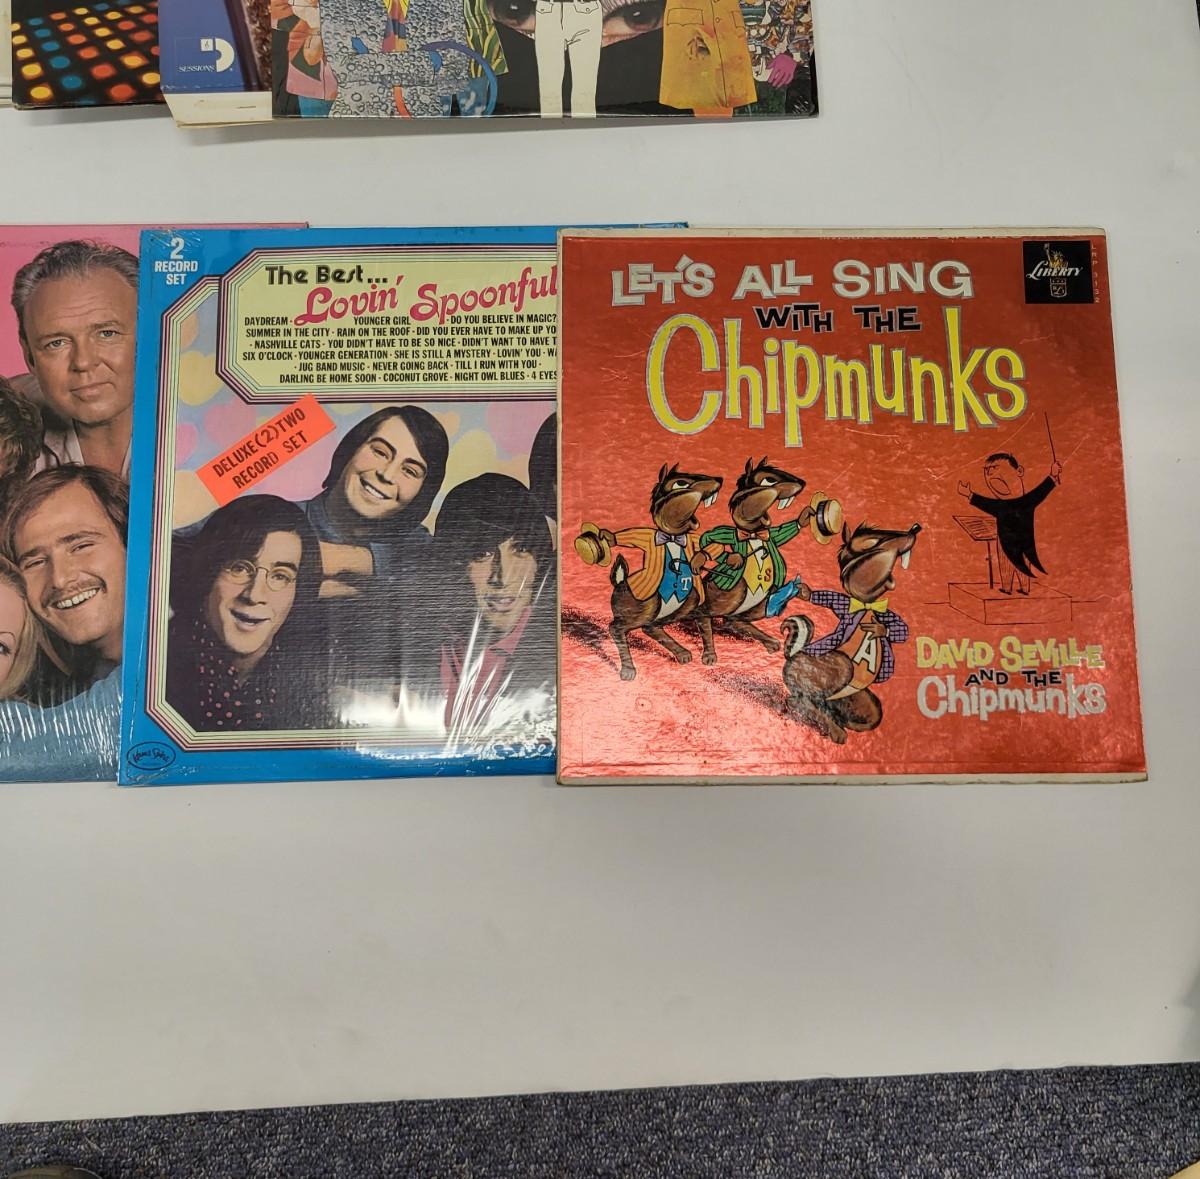 SESSIONS
2
RECORD
SET
The Best...
Lovin' Spoonful
DAYDREAM · YOUNGER GIRL · DO YOU BELIEVE IN MAGIC?
SUMMER IN THE CITY · RAIN ON THE ROOF · DID YOU EVER HAVE TO MAKE UP
· NASHVILLE CATS · YOU DIDN'T HAVE TO BE SO NICE · DIDN'T WANT TO HAVE
SIX O'CLOCK · YOUNGER GENERATION · SHE IS STILL A MYSTERY · LOVIN' YOU ·
· JUG BAND MUSIC · NEVER GOING BACK · TILL I RUN WITH YOU ·
DARLING BE HOME SOON · COCONUT GROVE · NIGHT OWL BLUES · 4 EYES
DELUXE (2) TWO
RECORD SET
Kama Sutra
LET'S ALL SING
WITH THE
Chipmunks
LIBERTY
LRP 3132
T
S
A
DAVID SEVILLE
AND THE
Chipmunks